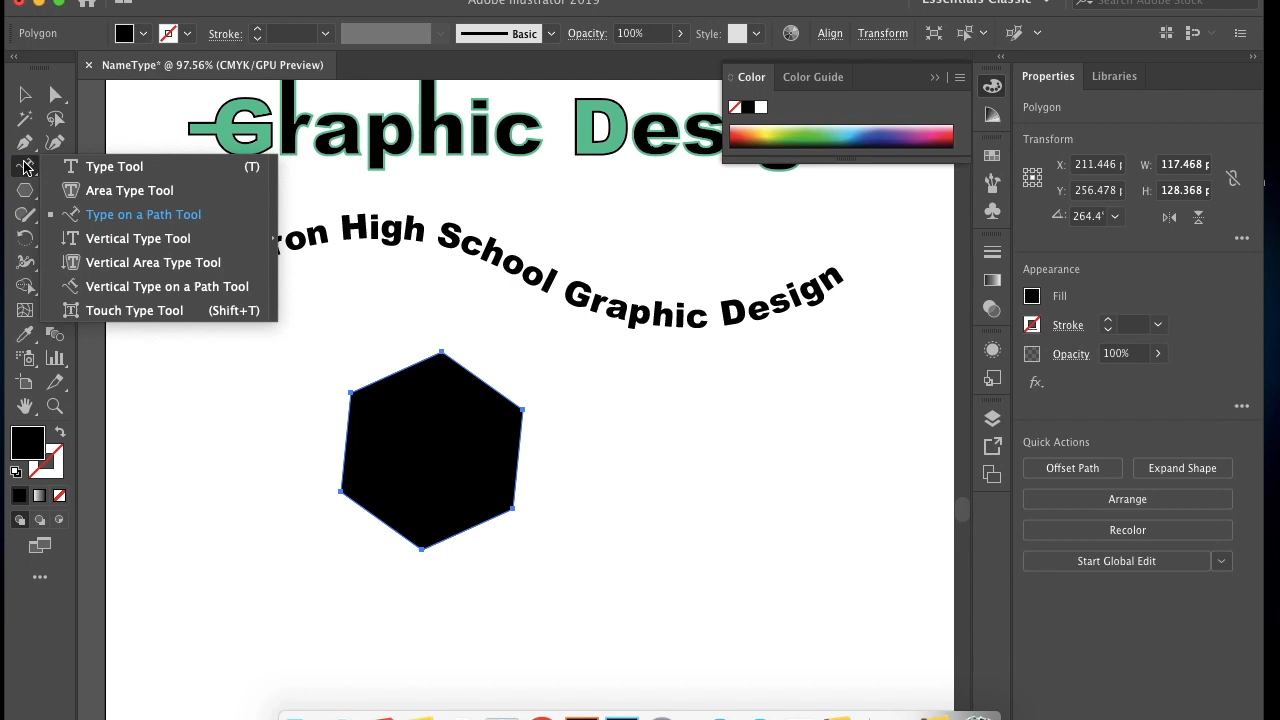 Adobe Illustrator 2019
Essentials Classic
Search Adobe Stock
Polygon
Stroke:
Basic
Opacity: 100%
Style:
Align
Transform
NameType* @ 97.56% (CMYK/GPU Preview)
Color
Color Guide
Properties
Libraries
Polygon
Transform
X: 211.446 p
W: 117.468 p
Y: 256.478 p
H: 128.368 p
264.4°
Appearance
Fill
Stroke
Opacity 100%
fx.
Quick Actions
Offset Path
Expand Shape
Arrange
Recolor
Start Global Edit
Type Tool (T)
Area Type Tool
Type on a Path Tool
Vertical Type Tool
Vertical Area Type Tool
Vertical Type on a Path Tool
Touch Type Tool (Shift+T)
Graphic Des g
ron High School Graphic Design